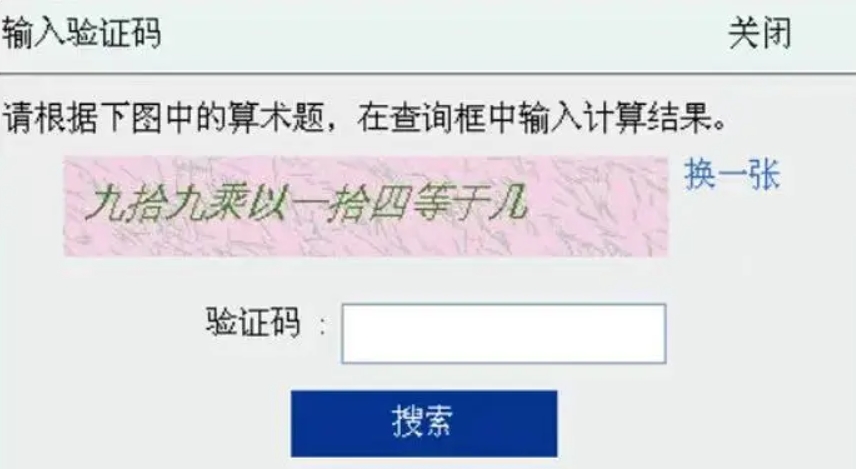 输入验证码 关闭
请根据下图中的算术题，在查询框中输入计算结果。
九拾九乘以一拾四等于几 换一张
验证码：
搜索